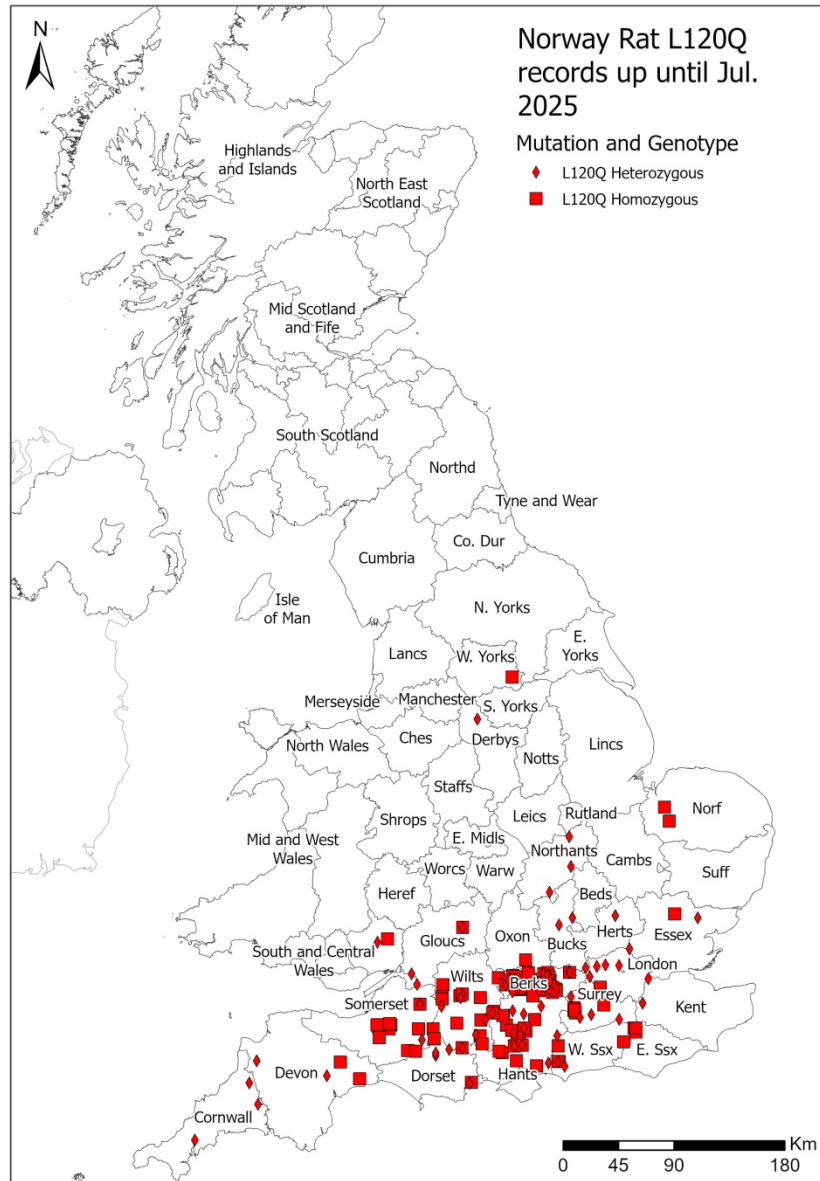 N
Norway Rat L120Q
records up until Jul.
2025
Mutation and Genotype
L120Q Heterozygous
L120Q Homozygous
Highlands
and Islands
North East
Scotland
Mid Scotland
and Fife
South Scotland
Northd
Tyne and Wear
Co. Dur
Cumbria
Isle
of Man
N. Yorks
E.
Yorks
Lancs
W. Yorks
Merseyside
Manchester
S. Yorks
North Wales
Ches
Derbys
Notts
Lincs
Staffs
Shrops
Leics
Rutland
Norf
Mid and West
Wales
E. Midls
Northants
Cambs
Worcs
Warw
Suff
Heref
Beds
South and Central
Wales
Gloucs
Oxon
Bucks
Herts
Essex
London
Wilts
Berks
Somerset
Surrey
Kent
W. Ssx
E. Ssx
Devon
Dorset
Hants
Cornwall
Km
0 45 90 180